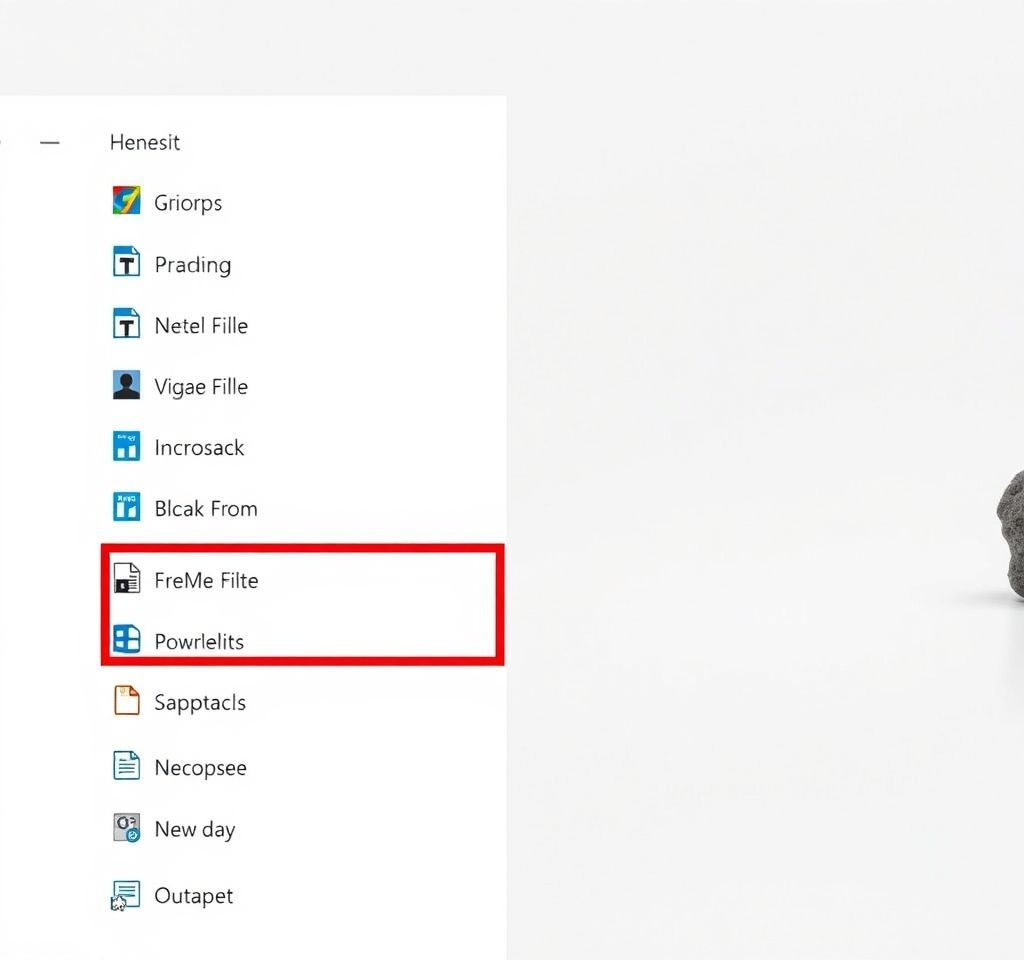 Henesit
Griorps
Prading
Netel Fille
Vigae Fille
Incrosack
Blcak From
FreMe Filte
Powrlelits
Sapptacls
Necopsee
New day
Outapet